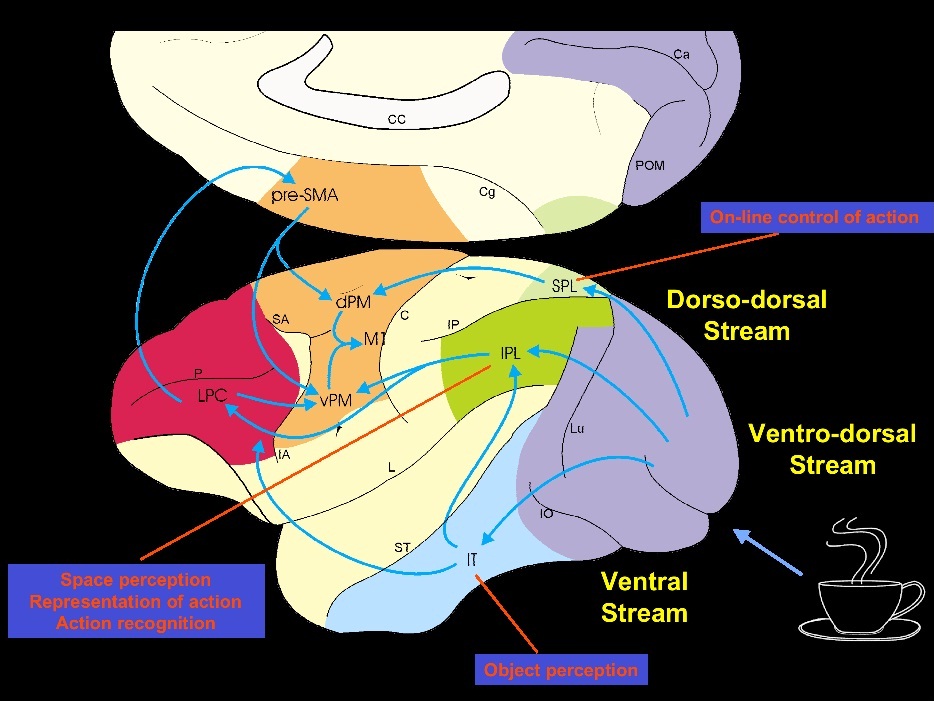 Ca
CC
POM
pre-SMA
Cg
On-line control of action
SPL
Dorso-dorsal
Stream
dPM
SA
C
IP
M1
IPL
P
LPC
vPM
Ventro-dorsal
Stream
Lu
IA
L
IO
ST
IT
Space perception
Representation of action
Action recognition
Ventral
Stream
Object perception